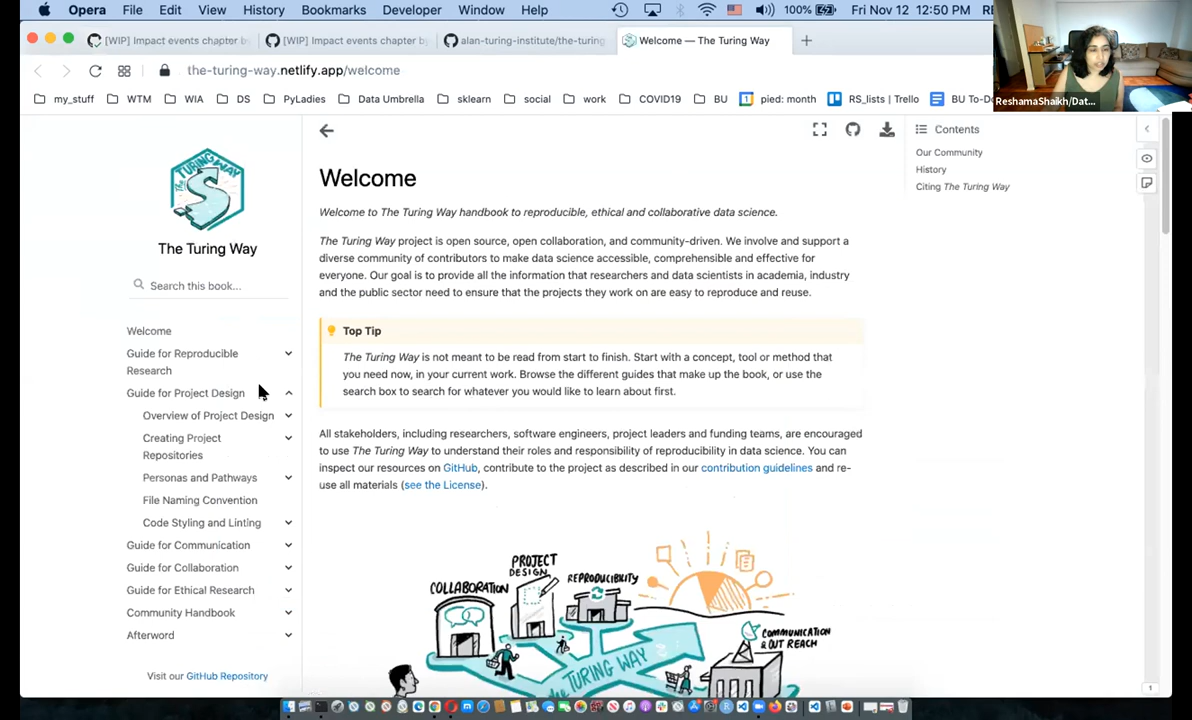 Opera File Edit View History Bookmarks Developer Window Help 100% Fri Nov 12 12:50 PM
[WIP] Impact events chapter by
[WIP] Impact events chapter by
alan-turing-institute/the-turing
Welcome — The Turing Way
the-turing-way.netlify.app/welcome
my_stuff WTM WIA DS PyLadies Data Umbrella sklearn social work COVID19 BU pied: month RS_lists | Trello BU To-Do
ReshamaShaikh/Dat...
THE TURING WAY
The Turing Way
Search this book...
Welcome
Guide for Reproducible
Research
Guide for Project Design
Overview of Project Design
Creating Project
Repositories
Personas and Pathways
File Naming Convention
Code Styling and Linting
Guide for Communication
Guide for Collaboration
Guide for Ethical Research
Community Handbook
Afterword
Visit our GitHub Repository
Welcome
Welcome to The Turing Way handbook to reproducible, ethical and collaborative data science.
The Turing Way project is open source, open collaboration, and community-driven. We involve and support a
diverse community of contributors to make data science accessible, comprehensible and effective for
everyone. Our goal is to provide all the information that researchers and data scientists in academia, industry
and the public sector need to ensure that the projects they work on are easy to reproduce and reuse.
Top Tip
The Turing Way is not meant to be read from start to finish. Start with a concept, tool or method that
you need now, in your current work. Browse the different guides that make up the book, or use the
search box to search for whatever you would like to learn about first.
All stakeholders, including researchers, software engineers, project leaders and funding teams, are encouraged
to use The Turing Way to understand their roles and responsibility of reproducibility in data science. You can
inspect our resources on GitHub, contribute to the project as described in our contribution guidelines and re-
use all materials (see the License).
COLLABORATION
PROJECT
DESIGN
REPRODUCIBILITY
COMMUNICATION
& OUT REACH
the TURING WAY
Contents
Our Community
History
Citing The Turing Way
1